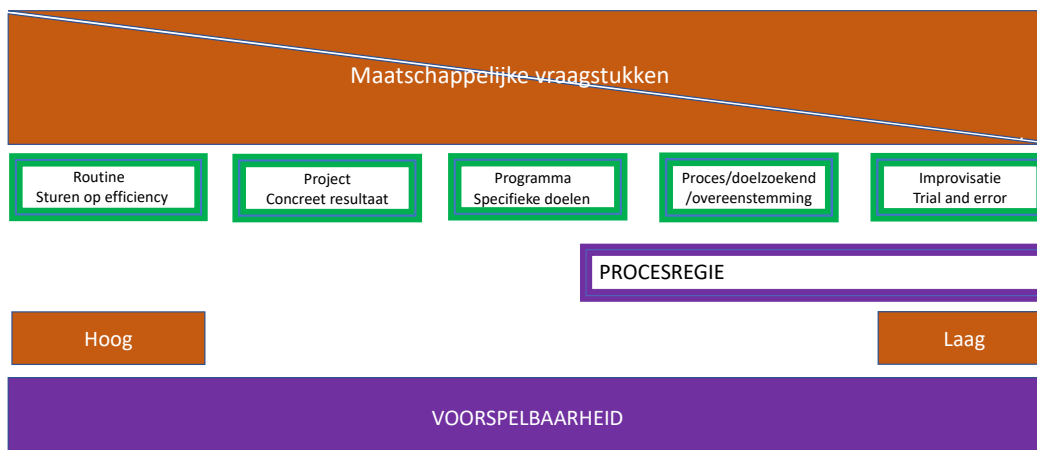 Maatschappelijke vraagstukken
Routine
Sturen op efficiency
Project
Concreet resultaat
Programma
Specifieke doelen
Proces/doelzoekend
/overeenstemming
Improvisatie
Trial and error
PROCESREGIE
Hoog
Laag
VOORSPELBAARHEID